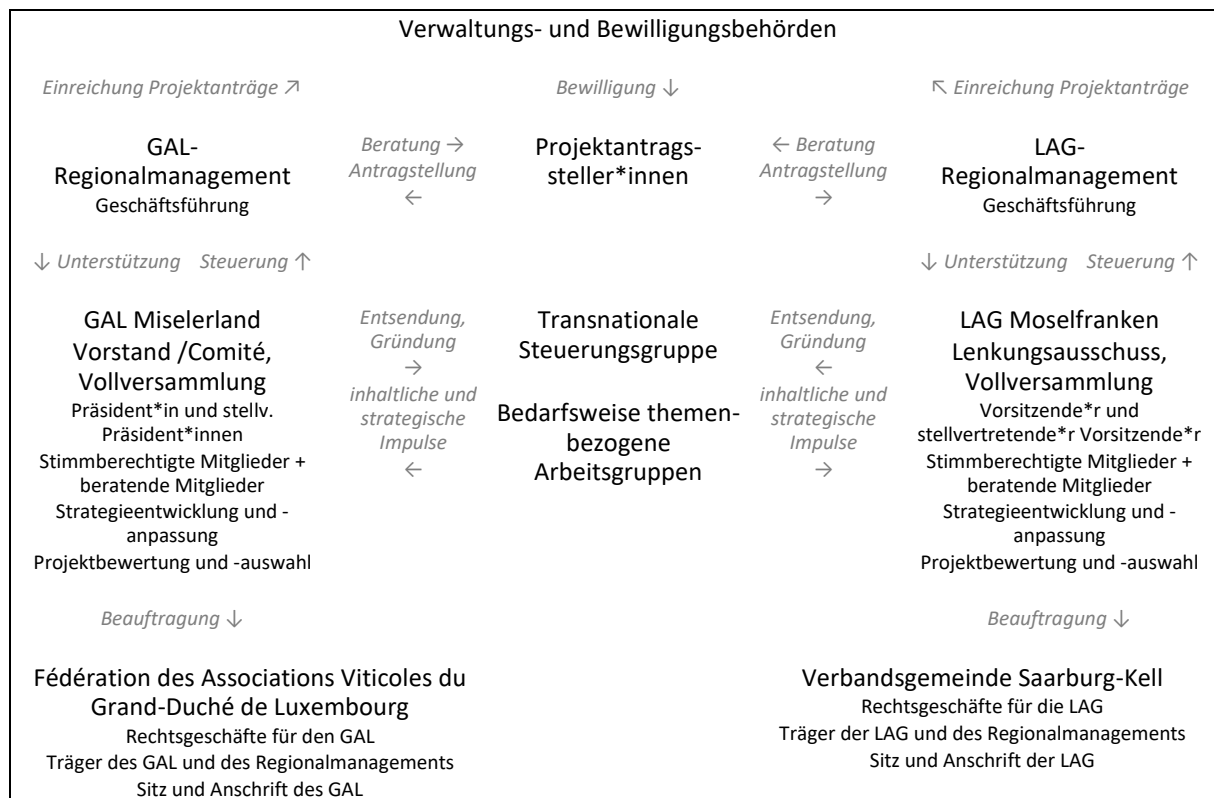 Verwaltungs- und Bewilligungsbehörden
Einreichung Projektanträge ↗
Bewilligung ↓
↖ Einreichung Projektanträge
GAL-
Regionalmanagement
Geschäftsführung
Beratung →
Antragstellung
←
Projektantrags-
steller*innen
← Beratung
Antragstellung
→
LAG-
Regionalmanagement
Geschäftsführung
↓ Unterstützung Steuerung ↑
↓ Unterstützung Steuerung ↑
GAL Miselerland
Vorstand /Comité,
Vollversammlung
Präsident*in und stellv.
Präsident*innen
Stimmberechtigte Mitglieder +
beratende Mitglieder
Strategieentwicklung und -
anpassung
Projektbewertung und -auswahl
Entsendung,
Gründung
→
inhaltliche und
strategische
Impulse
←
Transnationale
Steuerungsgruppe
Bedarfsweise themen-
bezogene
Arbeitsgruppen
Entsendung,
Gründung
←
inhaltliche und
strategische
Impulse
→
LAG Moselfranken
Lenkungsausschuss,
Vollversammlung
Vorsitzende*r und
stellvertretende*r Vorsitzende*r
Stimmberechtigte Mitglieder +
beratende Mitglieder
Strategieentwicklung und -
anpassung
Projektbewertung und -auswahl
Beauftragung ↓
Beauftragung ↓
Fédération des Associations Viticoles du
Grand-Duché de Luxembourg
Rechtsgeschäfte für den GAL
Träger des GAL und des Regionalmanagements
Sitz und Anschrift des GAL
Verbandsgemeinde Saarburg-Kell
Rechtsgeschäfte für die LAG
Träger der LAG und des Regionalmanagements
Sitz und Anschrift der LAG